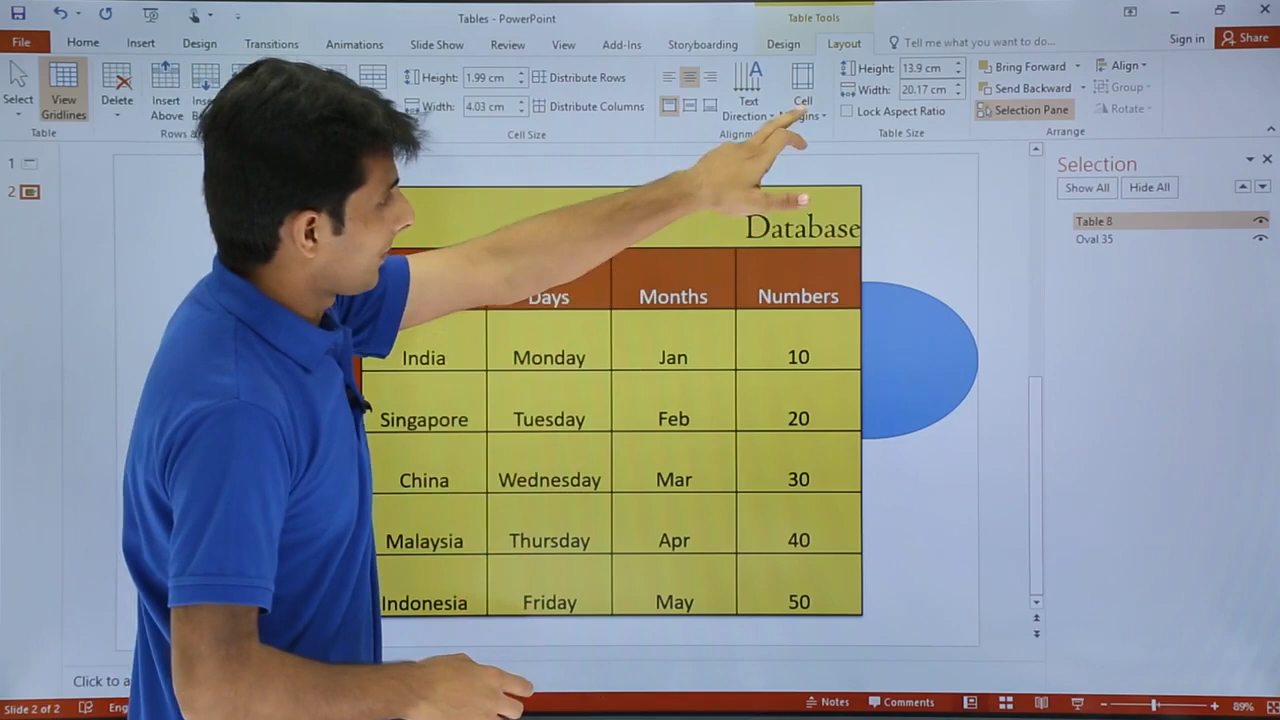 Tables - PowerPoint
Table Tools
File Home Insert Design Transitions Animations Slide Show Review View Add-Ins Storyboarding Design Layout Tell me what you want to do... Sign in Share
Select
View Gridlines
Delete
Insert Above
Height: 1.99 cm
Width: 4.03 cm
Distribute Rows
Distribute Columns
Text Direction
Cell
Height: 13.9 cm
Width: 20.17 cm
Lock Aspect Ratio
Bring Forward
Send Backward
Selection Pane
Align
Group
Rotate
Table
Cell Size
Table Size
Arrange
1
2
Database
Days Months Numbers
India Monday Jan 10
Singapore Tuesday Feb 20
China Wednesday Mar 30
Malaysia Thursday Apr 40
Indonesia Friday May 50
Selection
Show All Hide All
Table 8
Oval 35
Click to
Slide 2 of 2
Notes Comments
89%